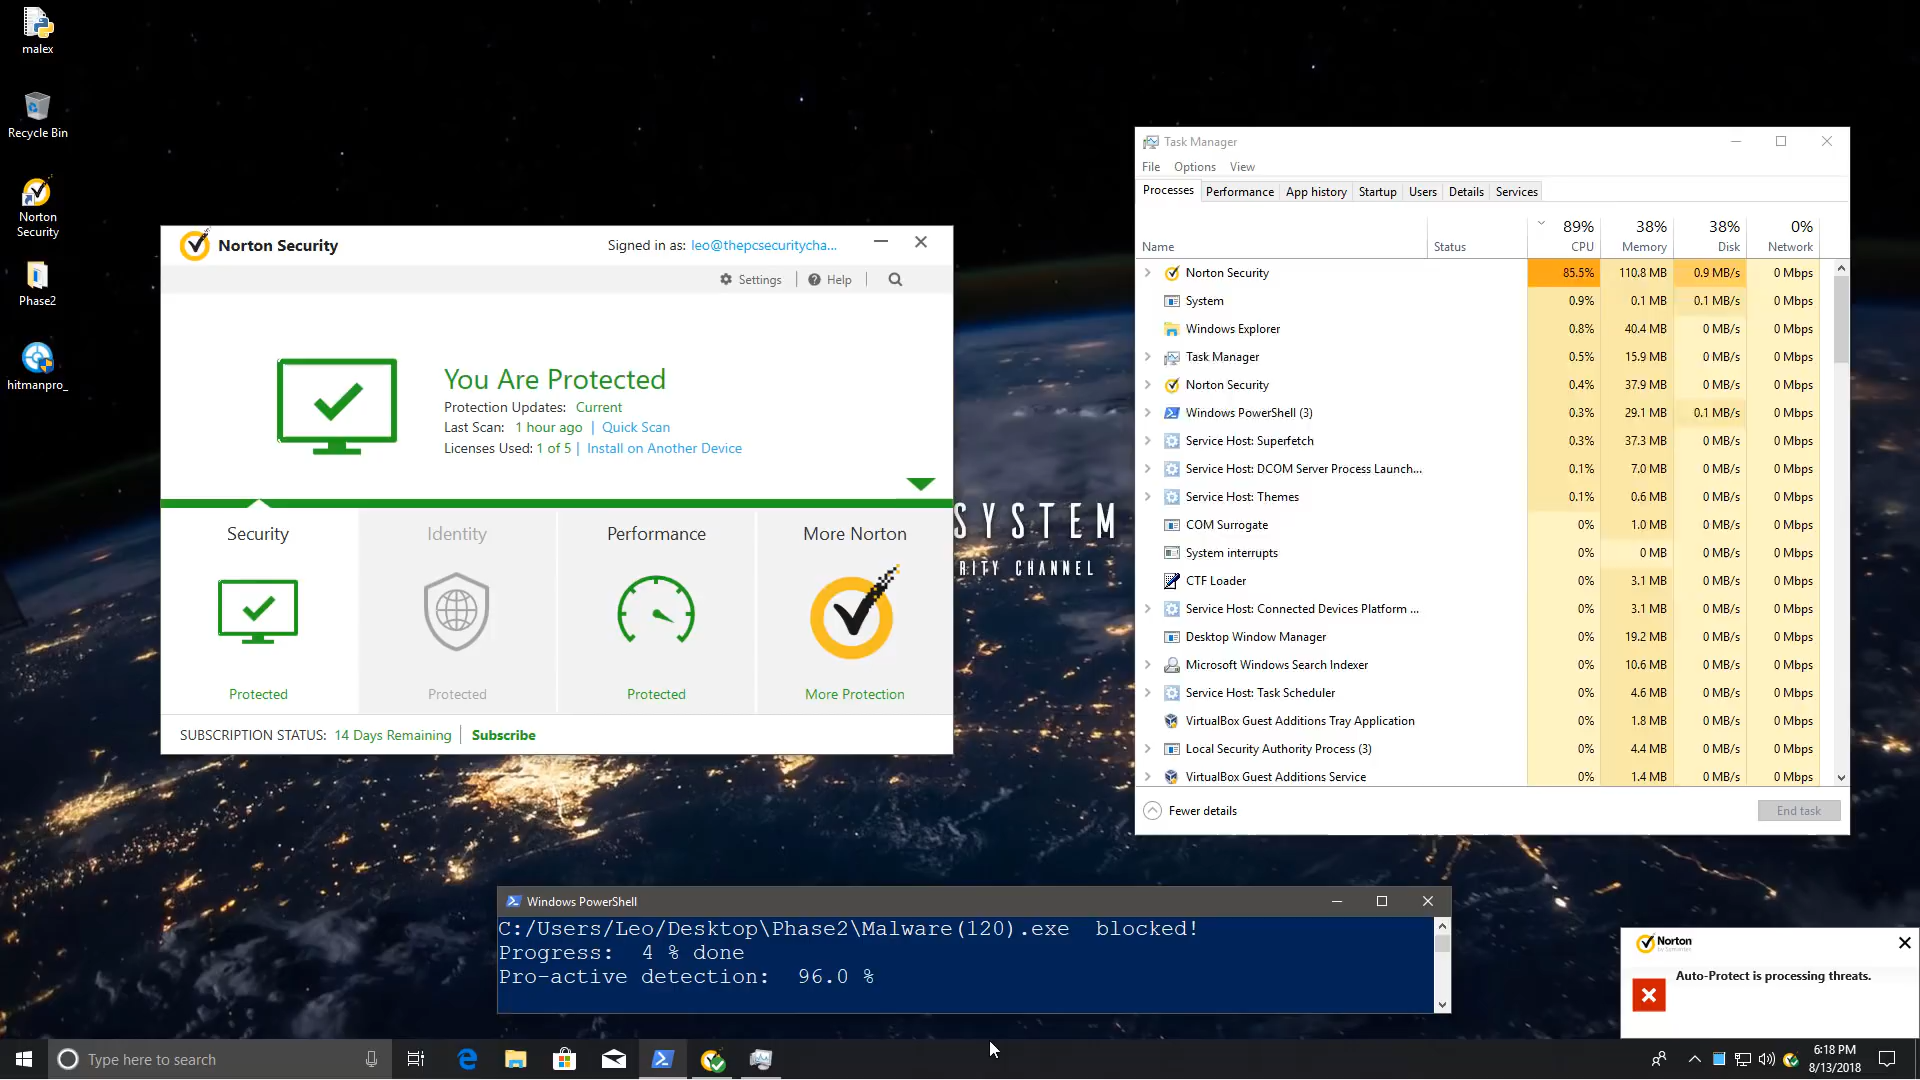 malex
Recycle Bin
Norton
Security
Phase2
hitmanpro_
Norton Security
Signed in as: leo@thepcsecuritycha...
Settings
Help
You Are Protected
Protection Updates: Current
Last Scan: 1 hour ago | Quick Scan
Licenses Used: 1 of 5 | Install on Another Device
Security
Identity
Performance
More Norton
Protected
Protected
Protected
More Protection
SUBSCRIPTION STATUS: 14 Days Remaining | Subscribe
SYSTEM
RITY CHANNEL
Task Manager
File Options View
Processes Performance App history Startup Users Details Services
89% 38% 38% 0%
Name Status CPU Memory Disk Network
Norton Security 85.5% 110.8 MB 0.9 MB/s 0 Mbps
System 0.9% 0.1 MB 0.1 MB/s 0 Mbps
Windows Explorer 0.8% 40.4 MB 0 MB/s 0 Mbps
Task Manager 0.5% 15.9 MB 0 MB/s 0 Mbps
Norton Security 0.4% 37.9 MB 0 MB/s 0 Mbps
Windows PowerShell (3) 0.3% 29.1 MB 0.1 MB/s 0 Mbps
Service Host: Superfetch 0.3% 37.3 MB 0 MB/s 0 Mbps
Service Host: DCOM Server Process Launch... 0.1% 7.0 MB 0 MB/s 0 Mbps
Service Host: Themes 0.1% 0.6 MB 0 MB/s 0 Mbps
COM Surrogate 0% 1.0 MB 0 MB/s 0 Mbps
System interrupts 0% 0 MB 0 MB/s 0 Mbps
CTF Loader 0% 3.1 MB 0 MB/s 0 Mbps
Service Host: Connected Devices Platform ... 0% 3.1 MB 0 MB/s 0 Mbps
Desktop Window Manager 0% 19.2 MB 0 MB/s 0 Mbps
Microsoft Windows Search Indexer 0% 10.6 MB 0 MB/s 0 Mbps
Service Host: Task Scheduler 0% 4.6 MB 0 MB/s 0 Mbps
VirtualBox Guest Additions Tray Application 0% 1.8 MB 0 MB/s 0 Mbps
Local Security Authority Process (3) 0% 4.4 MB 0 MB/s 0 Mbps
VirtualBox Guest Additions Service 0% 1.4 MB 0 MB/s 0 Mbps
Fewer details
End task
Windows PowerShell
C:/Users/Leo/Desktop\Phase2\Malware(120).exe blocked!
Progress: 4 % done
Pro-active detection: 96.0 %
Norton
Auto-Protect is processing threats.
Type here to search
6:18 PM
8/13/2018